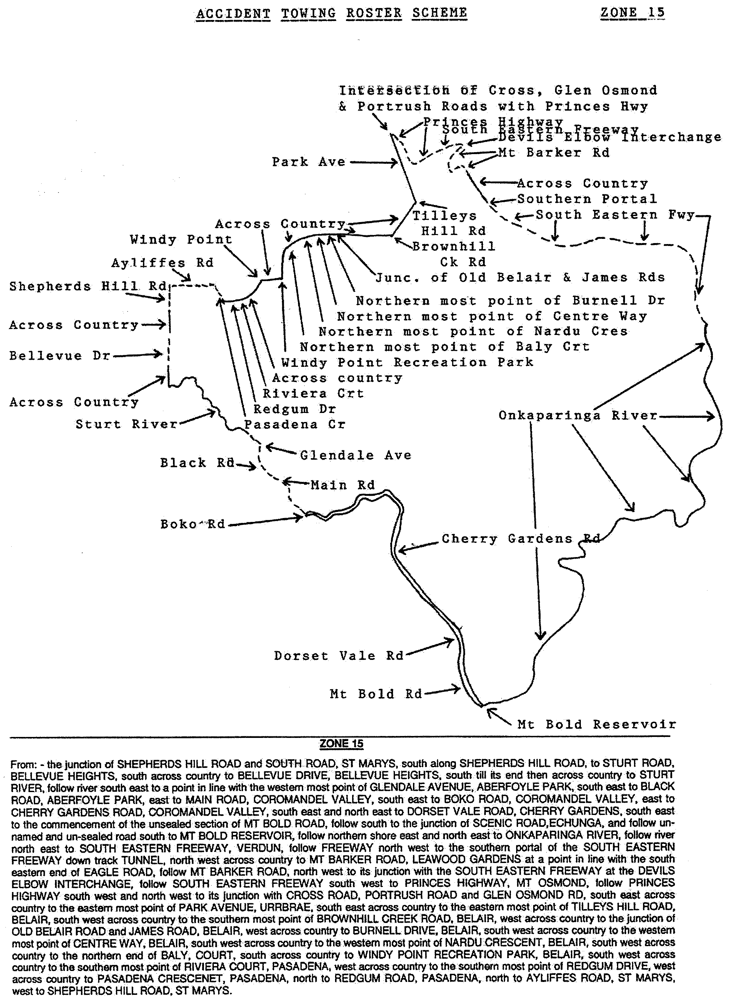 ACCIDENT TOWING ROSTER SCHEME ZONE 15
Intersection of Cross, Glen Osmond
& Portrush Roads with Princes Hwy
Princes Highway
South Eastern Freeway
Devils Elbow Interchange
Mt Barker Rd
Park Ave
Across Country
Southern Portal
South Eastern Fwy
Tilleys
Hill Rd
Across Country
Brownhill
Ck Rd
Windy Point
Ayliffes Rd
Junc. of Old Belair & James Rds
Shepherds Hill Rd
Northern most point of Burnell Dr
Northern most point of Centre Way
Across Country
Northern most point of Nardu Cres
Northern most point of Baly Crt
Bellevue Dr
Windy Point Recreation Park
Across country
Riviera Crt
Across Country
Redgum Dr
Onkaparinga River
Sturt River
Pasadena Cr
Glendale Ave
Black Rd
Main Rd
Boko Rd
Cherry Gardens Rd
Dorset Vale Rd
Mt Bold Rd
Mt Bold Reservoir
ZONE 15
From: - the junction of SHEPHERDS HILL ROAD and SOUTH ROAD, ST MARYS, south along SHEPHERDS HILL ROAD, to STURT ROAD,
BELLEVUE HEIGHTS, south across country to BELLEVUE DRIVE, BELLEVUE HEIGHTS, south till its end then across country to STURT
RIVER, follow river south east to a point in line with the western most point of GLENDALE AVENUE, ABERFOYLE PARK, south east to BLACK
ROAD, ABERFOYLE PARK, east to MAIN ROAD, COROMANDEL VALLEY, south east to BOKO ROAD, COROMANDEL VALLEY, east to
CHERRY GARDENS ROAD, COROMANDEL VALLEY, south east and north east to DORSET VALE ROAD, CHERRY GARDENS, south east
to the commencement of the unsealed section of MT BOLD ROAD, follow south to the junction of SCENIC ROAD,ECHUNGA, and follow un-
named and un-sealed road south to MT BOLD RESERVOIR, follow northern shore east and north east to ONKAPARINGA RIVER, follow river
north east to SOUTH EASTERN FREEWAY, VERDUN, follow FREEWAY north west to the southern portal of the SOUTH EASTERN
FREEWAY down track TUNNEL, north west across country to MT BARKER ROAD, LEAWOOD GARDENS at a point in line with the south
eastern end of EAGLE ROAD, follow MT BARKER ROAD, north west to its junction with the SOUTH EASTERN FREEWAY at the DEVILS
ELBOW INTERCHANGE, follow SOUTH EASTERN FREEWAY south west to PRINCES HIGHWAY, MT OSMOND, follow PRINCES
HIGHWAY south west and north west to its junction with CROSS ROAD, PORTRUSH ROAD and GLEN OSMOND RD, south east across
country to the eastern most point of PARK AVENUE, URRBRAE, south east across country to the eastern most point of TILLEYS HILL ROAD,
BELAIR, south west across country to the southern most point of BROWNHILL CREEK ROAD, BELAIR, west across country to the junction of
OLD BELAIR ROAD and JAMES ROAD, BELAIR, west across country to BURNELL DRIVE, BELAIR, south west across country to the western
most point of CENTRE WAY, BELAIR, south west across country to the western most point of NARDU CRESCENT, BELAIR, south west across
country to the northern end of BALY, COURT, south across country to WINDY POINT RECREATION PARK, BELAIR, south west across
country to the southern most point of RIVIERA COURT, PASADENA, west across country to the southern most point of REDGUM DRIVE, west
across country to PASADENA CRESCENET, PASADENA, north to REDGUM ROAD, PASADENA, north to AYLIFFES ROAD, ST MARYS,
west to SHEPHERDS HILL ROAD, ST MARYS.